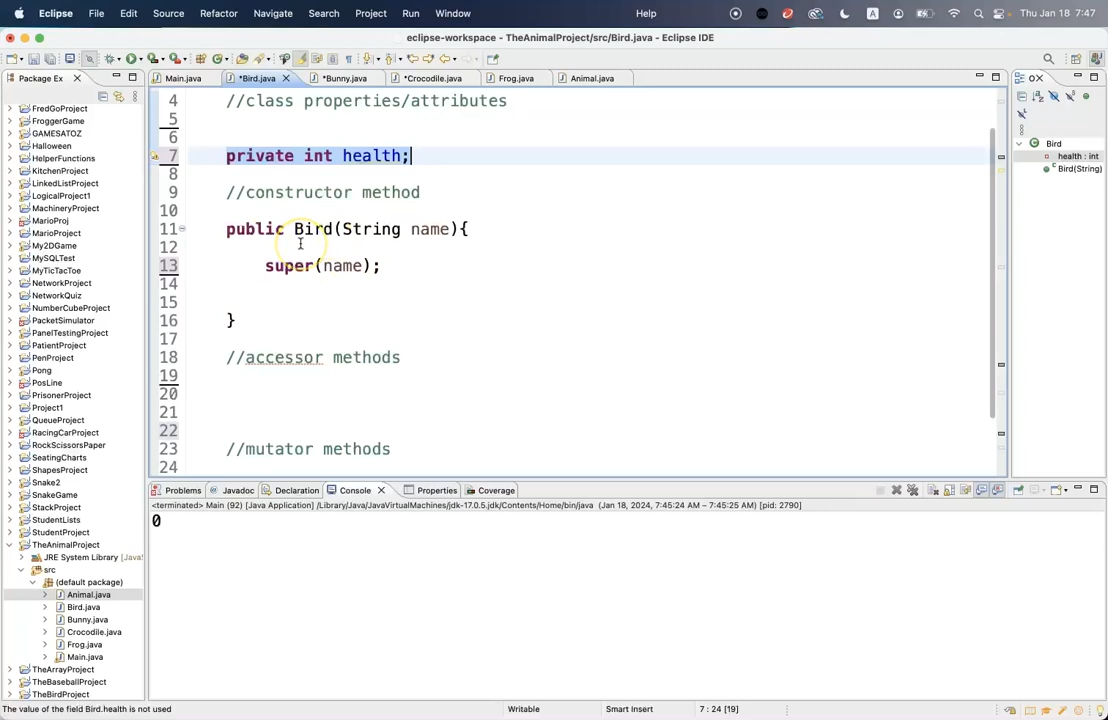 Eclipse File Edit Source Refactor Navigate Search Project Run Window Help Thu Jan 18 7:47
eclipse-workspace - TheAnimalProject/src/Bird.java - Eclipse IDE
Package Ex
Main.java *Bird.java *Bunny.java *Crocodile.java Frog.java Animal.java
FredGoProject
FroggerGame
GAMESATOZ
Halloween
HelperFunctions
KitchenProject
LinkedListProject
LogicalProject1
MachineryProject
MarioProj
MarioProject
My2DGame
MySQLTest
MyTicTacToe
NetworkProject
NetworkQuiz
NumberCubeProject
PacketSimulator
PanelTestingProject
PatientProject
PenProject
Pong
PosLine
PrisonerProject
Project1
QueueProject
RacingCarProject
RockScissorsPaper
SeatingCharts
ShapesProject
Snake2
SnakeGame
StackProject
StudentLists
StudentProject
TheAnimalProject
JRE System Library [Java
src
(default package)
Animal.java
Bird.java
Bunny.java
Crocodile.java
Frog.java
Main.java
TheArrayProject
TheBaseballProject
TheBirdProject
4 //class properties/attributes
5
6
7 private int health;
8
9 //constructor method
10
11 public Bird(String name){
12
13 super(name);
14
15
16 }
17
18 //accessor methods
19
20
21
22
23 //mutator methods
24
Bird
health : int
Bird(String)
Problems Javadoc Declaration Console Properties Coverage
<terminated> Main (92) [Java Application] /Library/Java/JavaVirtualMachines/jdk-17.0.5.jdk/Contents/Home/bin/java (Jan 18, 2024, 7:45:24 AM – 7:45:25 AM) [pid: 2790]
0
The value of the field Bird.health is not used Writable Smart Insert 7 : 24 [19]